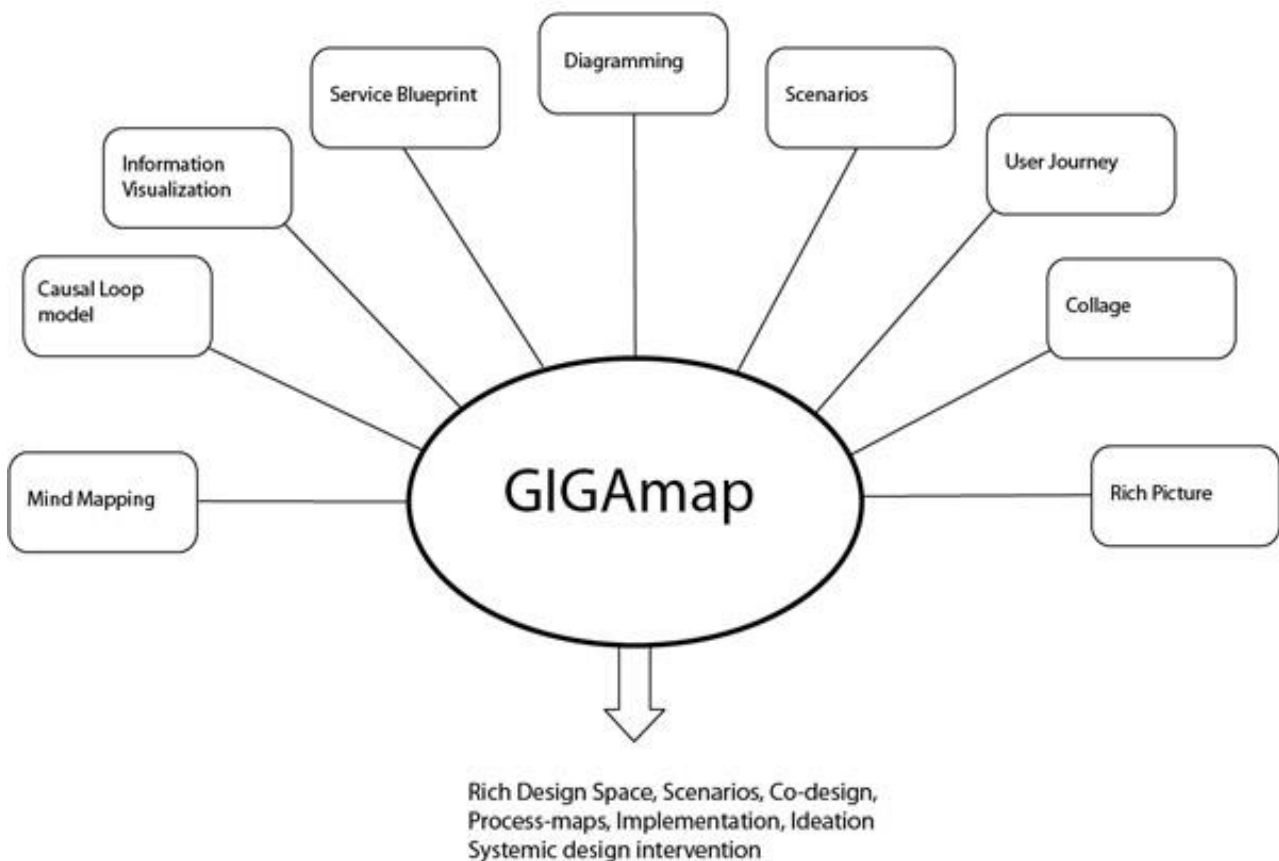 Diagramming
Service Blueprint
Scenarios
Information
Visualization
User Journey
Causal Loop
model
Collage
Mind Mapping
GIGAmap
Rich Picture
Rich Design Space, Scenarios, Co-design,
Process-maps, Implementation, Ideation
Systemic design intervention